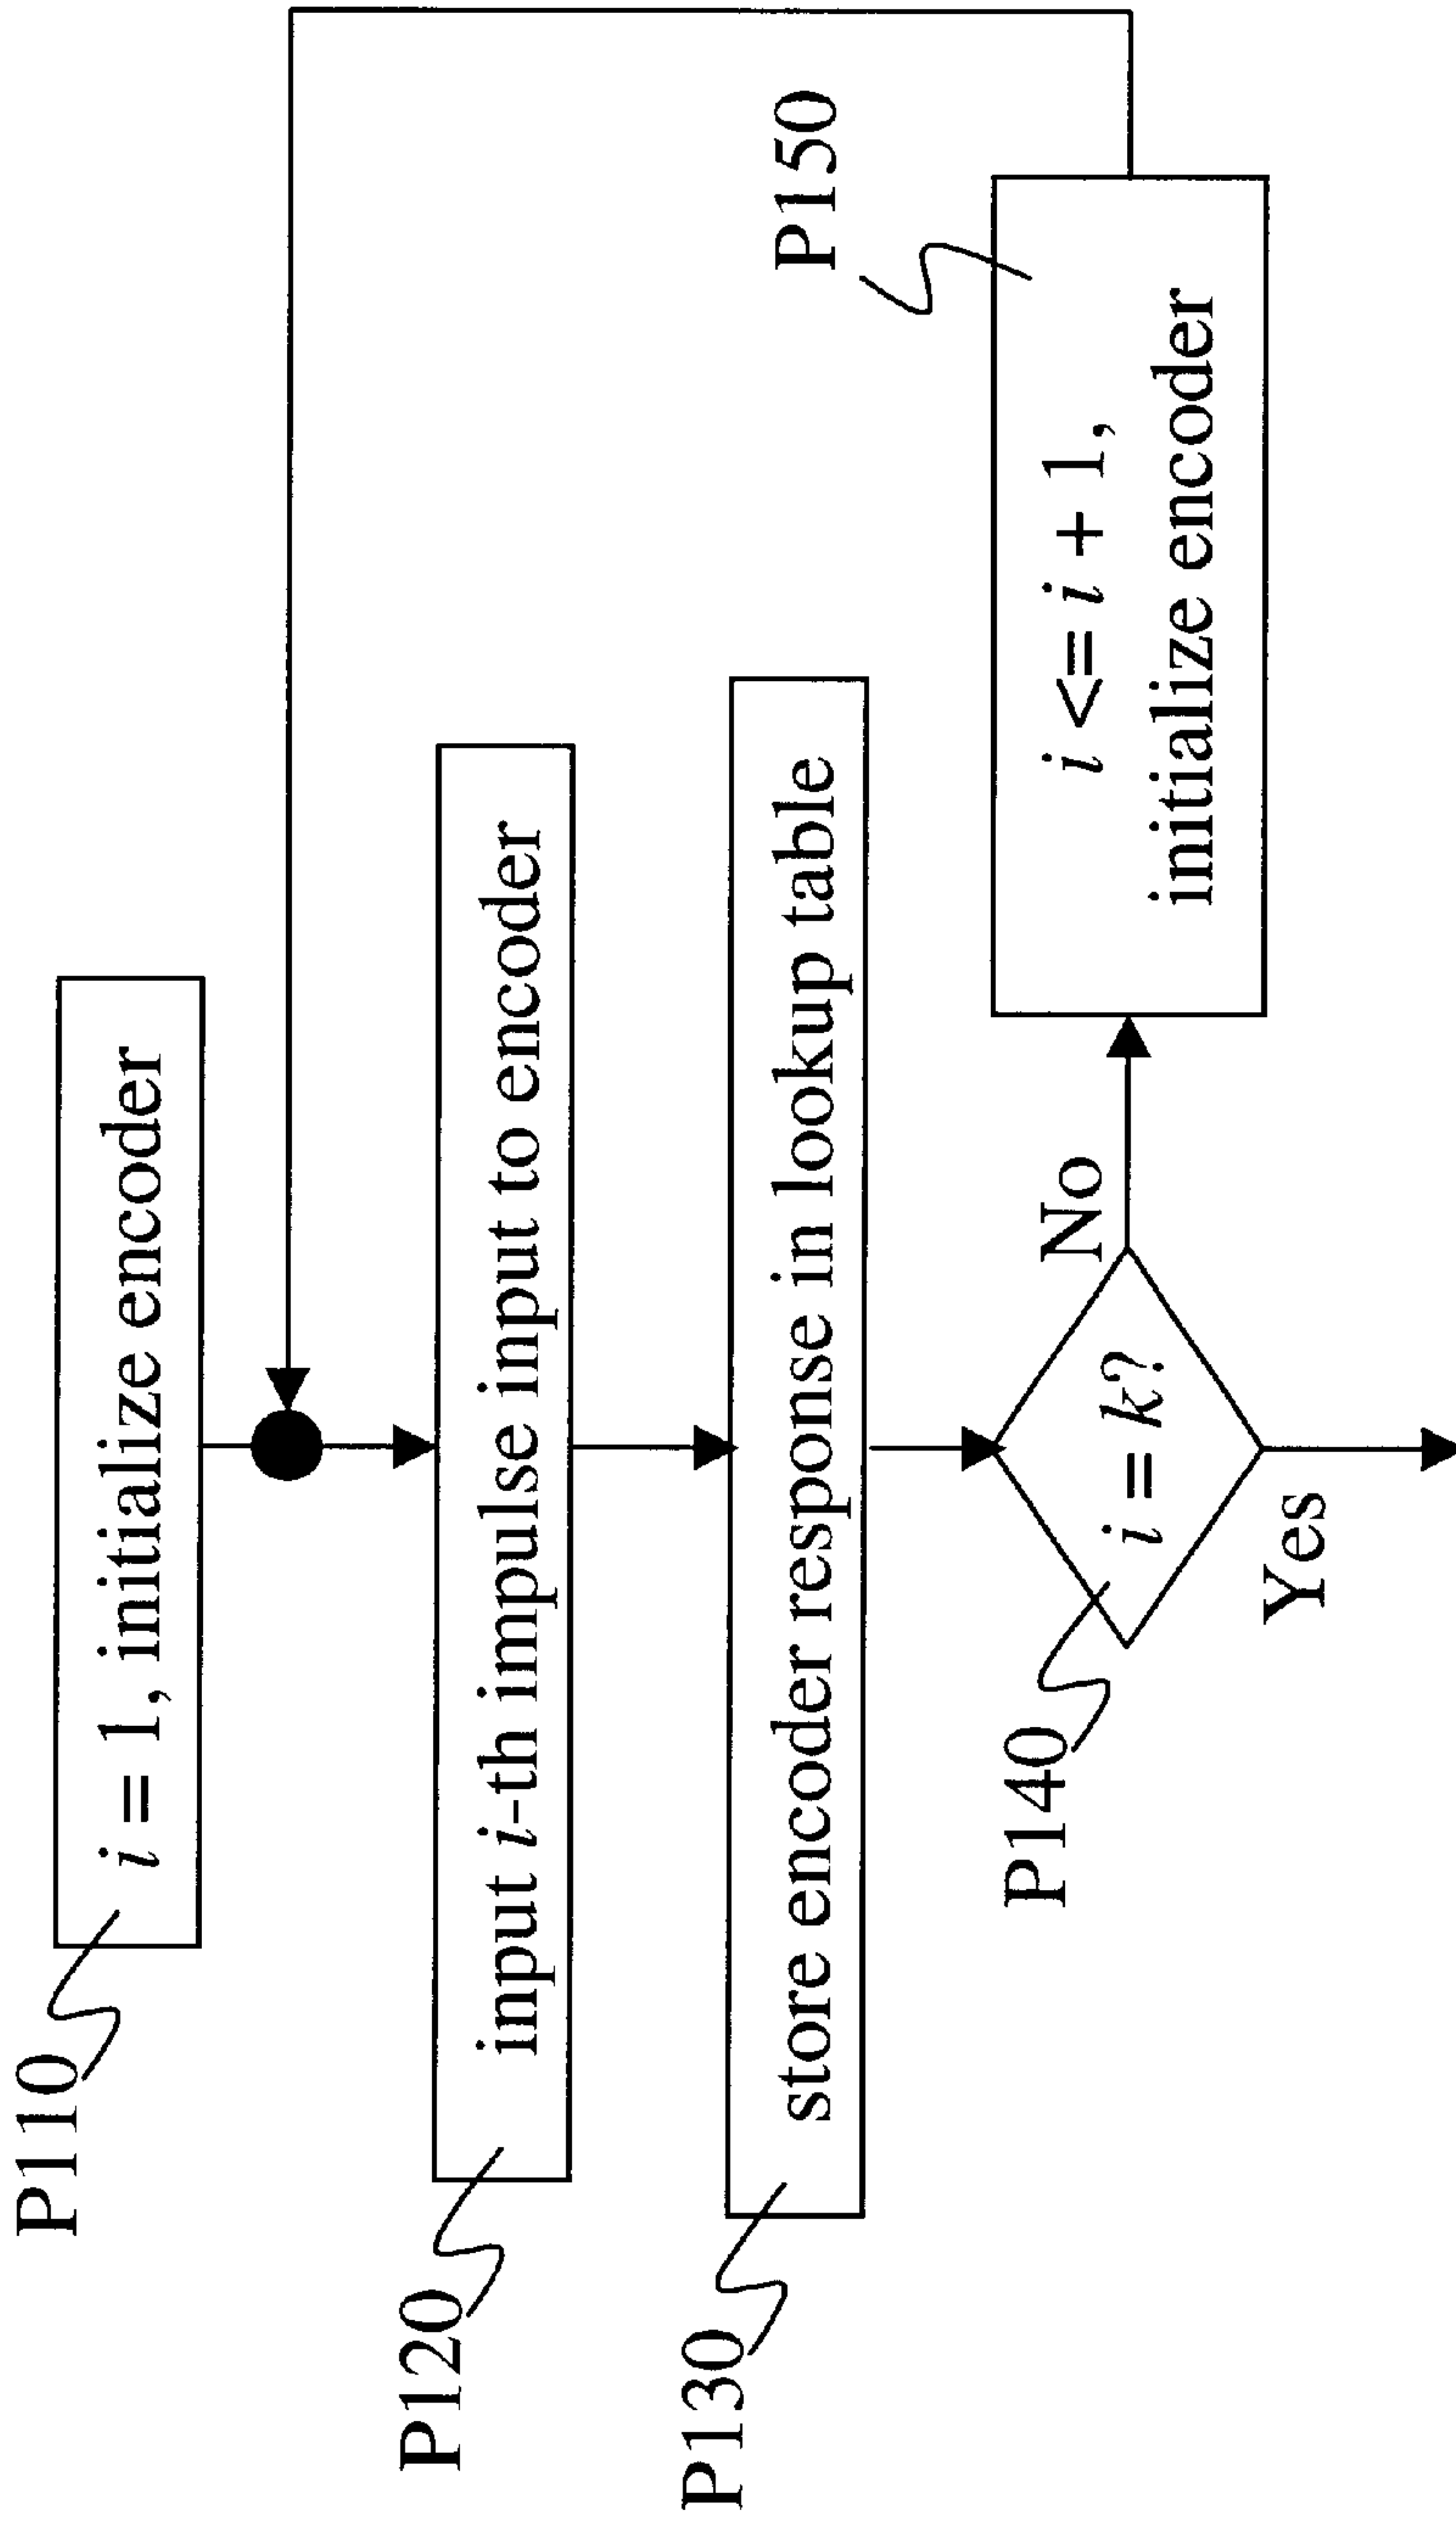 P110
i = 1, initialize encoder
P120
input i-th impulse input to encoder
P130
store encoder response in lookup table
P140
i = k?
No
Yes
P150
i <= i + 1,
initialize encoder